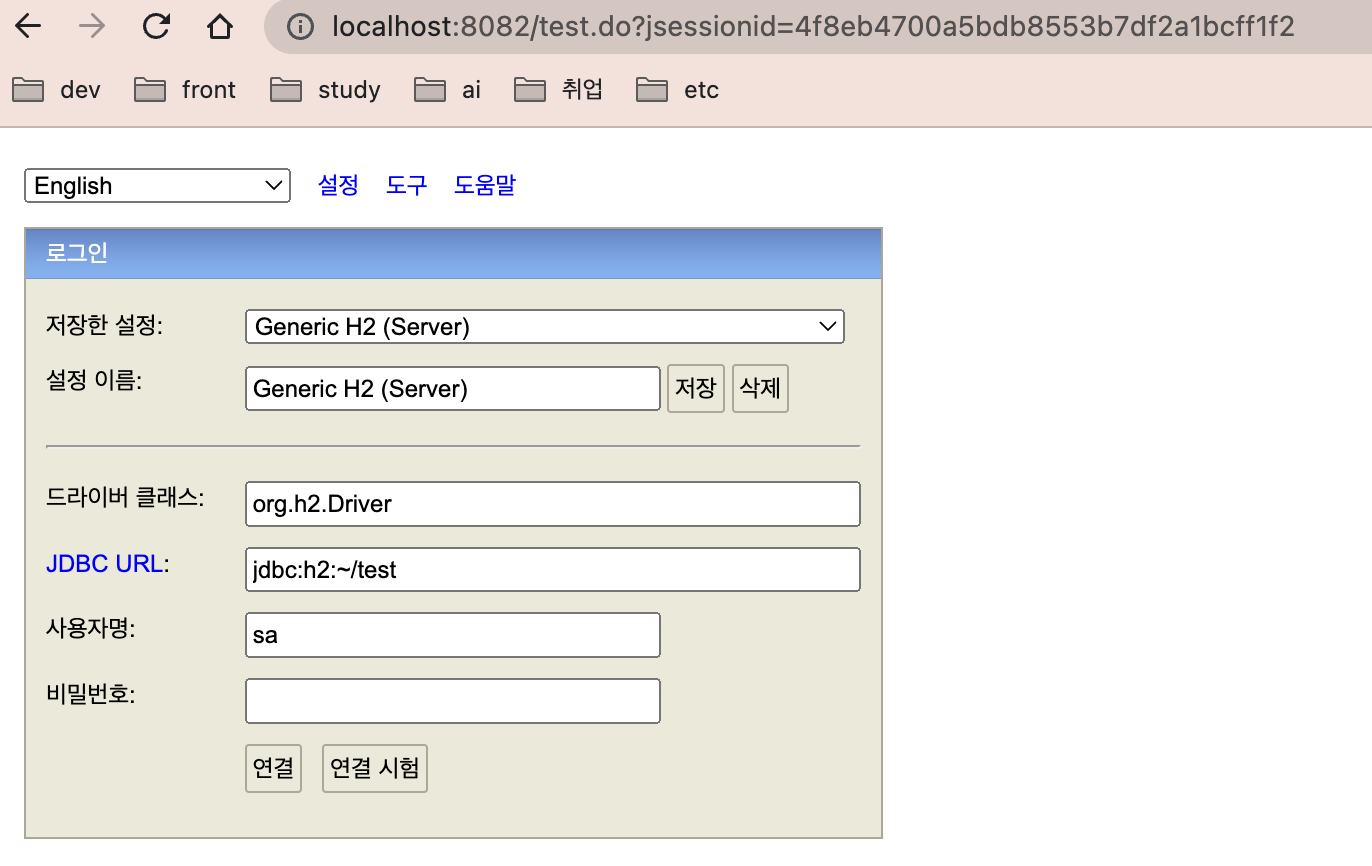 localhost:8082/test.do?jsessionid=4f8eb4700a5bdb8553b7df2a1bcff1f2
dev front study ai 취업 etc
English 설정 도구 도움말
로그인
저장한 설정: Generic H2 (Server)
설정 이름: Generic H2 (Server) 저장 삭제
드라이버 클래스: org.h2.Driver
JDBC URL: jdbc:h2:~/test
사용자명: sa
비밀번호:
연결 연결 시험